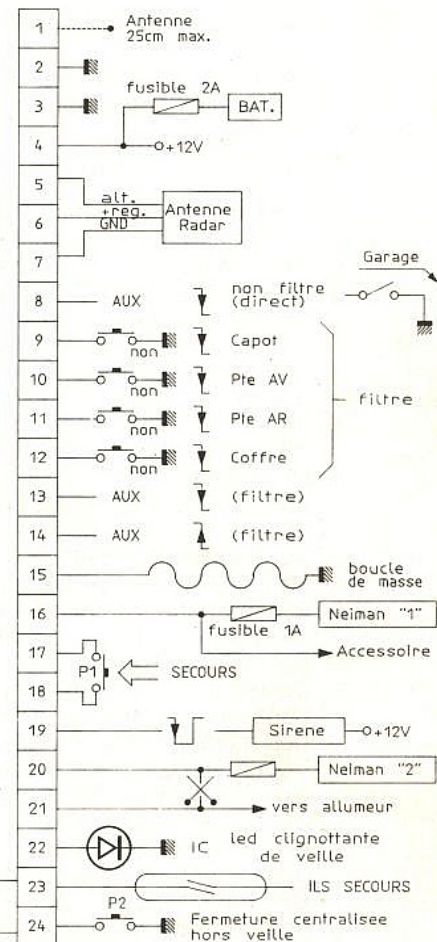 1 Antenne
25cm max.
2
fusible 2A
3 BAT.
4 +12V
5 alt.
+reg. Antenne
6 GND Radar
7
Garage
8 AUX non filtre
(direct)
9 non Capot
10 non Pte AV
filtre
11 non Pte AR
12 non Coffre
13 AUX (filtre)
14 AUX (filtre)
15 boucle
de masse
16 Neiman "1"
fusible 1A
17 Accessoire
P1 SECOURS
18
19 Sirene +12V
20 Neiman "2"
21 vers allumeur
22 IC led clignottante
de veille
23 ILS SECOURS
P2
24 Fermeture centralisee
hors veille